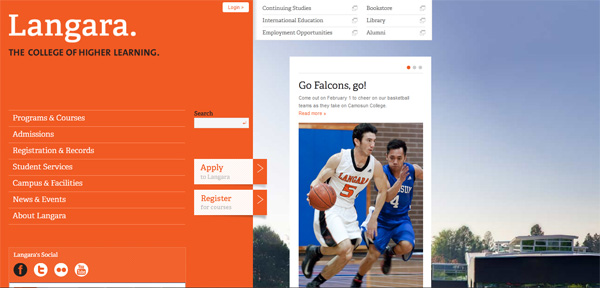 Login
Langara.
THE COLLEGE OF HIGHER LEARNING.
Programs & Courses
Admissions
Registration & Records
Student Services
Campus & Facilities
News & Events
About Langara
Search
Apply
to Langara
Register
for courses
Langara's Social
f
t
You
Tube
Continuing Studies
International Education
Employment Opportunities
Bookstore
Library
Alumni
Go Falcons, go!
Come out on February 1 to cheer on our basketball
teams as they take on Camosun College.
Read more »
LANGARA
5
4